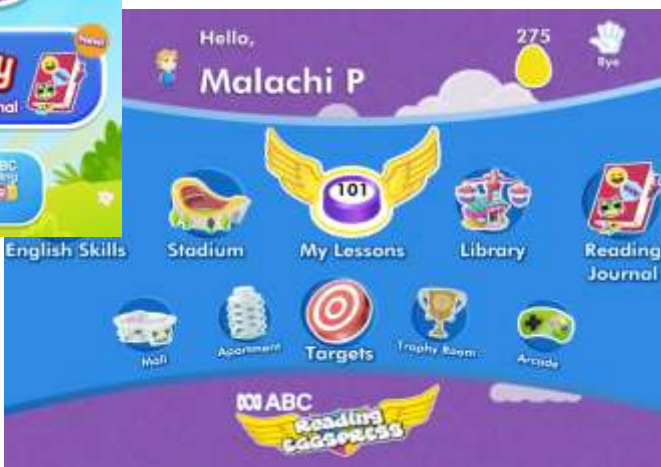 New!
Hello,
Malachi P
275
Bye
101
English Skills
Stadium
My Lessons
Library
Reading
Journal
Mall
Apartment
Targets
Trophy Room
Arcade
ABC
Reading
EGGSPRESS